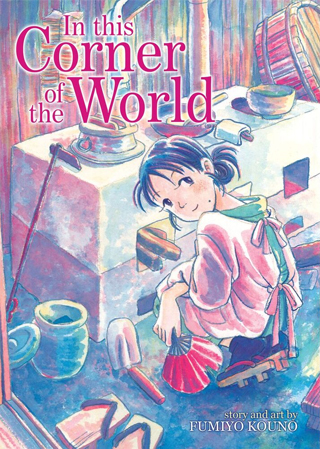 In this
Corner
of
the World
story and art by
FUMIYO KOUNO